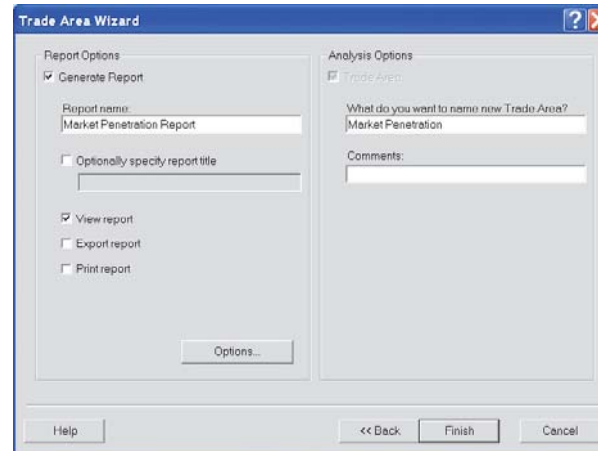 Trade Area Wizard
Report Options
Generate Report
Report name:
Market Penetration Report
Optionally specify report title
View report
Export report
Print report
Options...
Analysis Options
Trade Area
What do you want to name new Trade Area?
Market Penetration
Comments:
Help
<< Back
Finish
Cancel